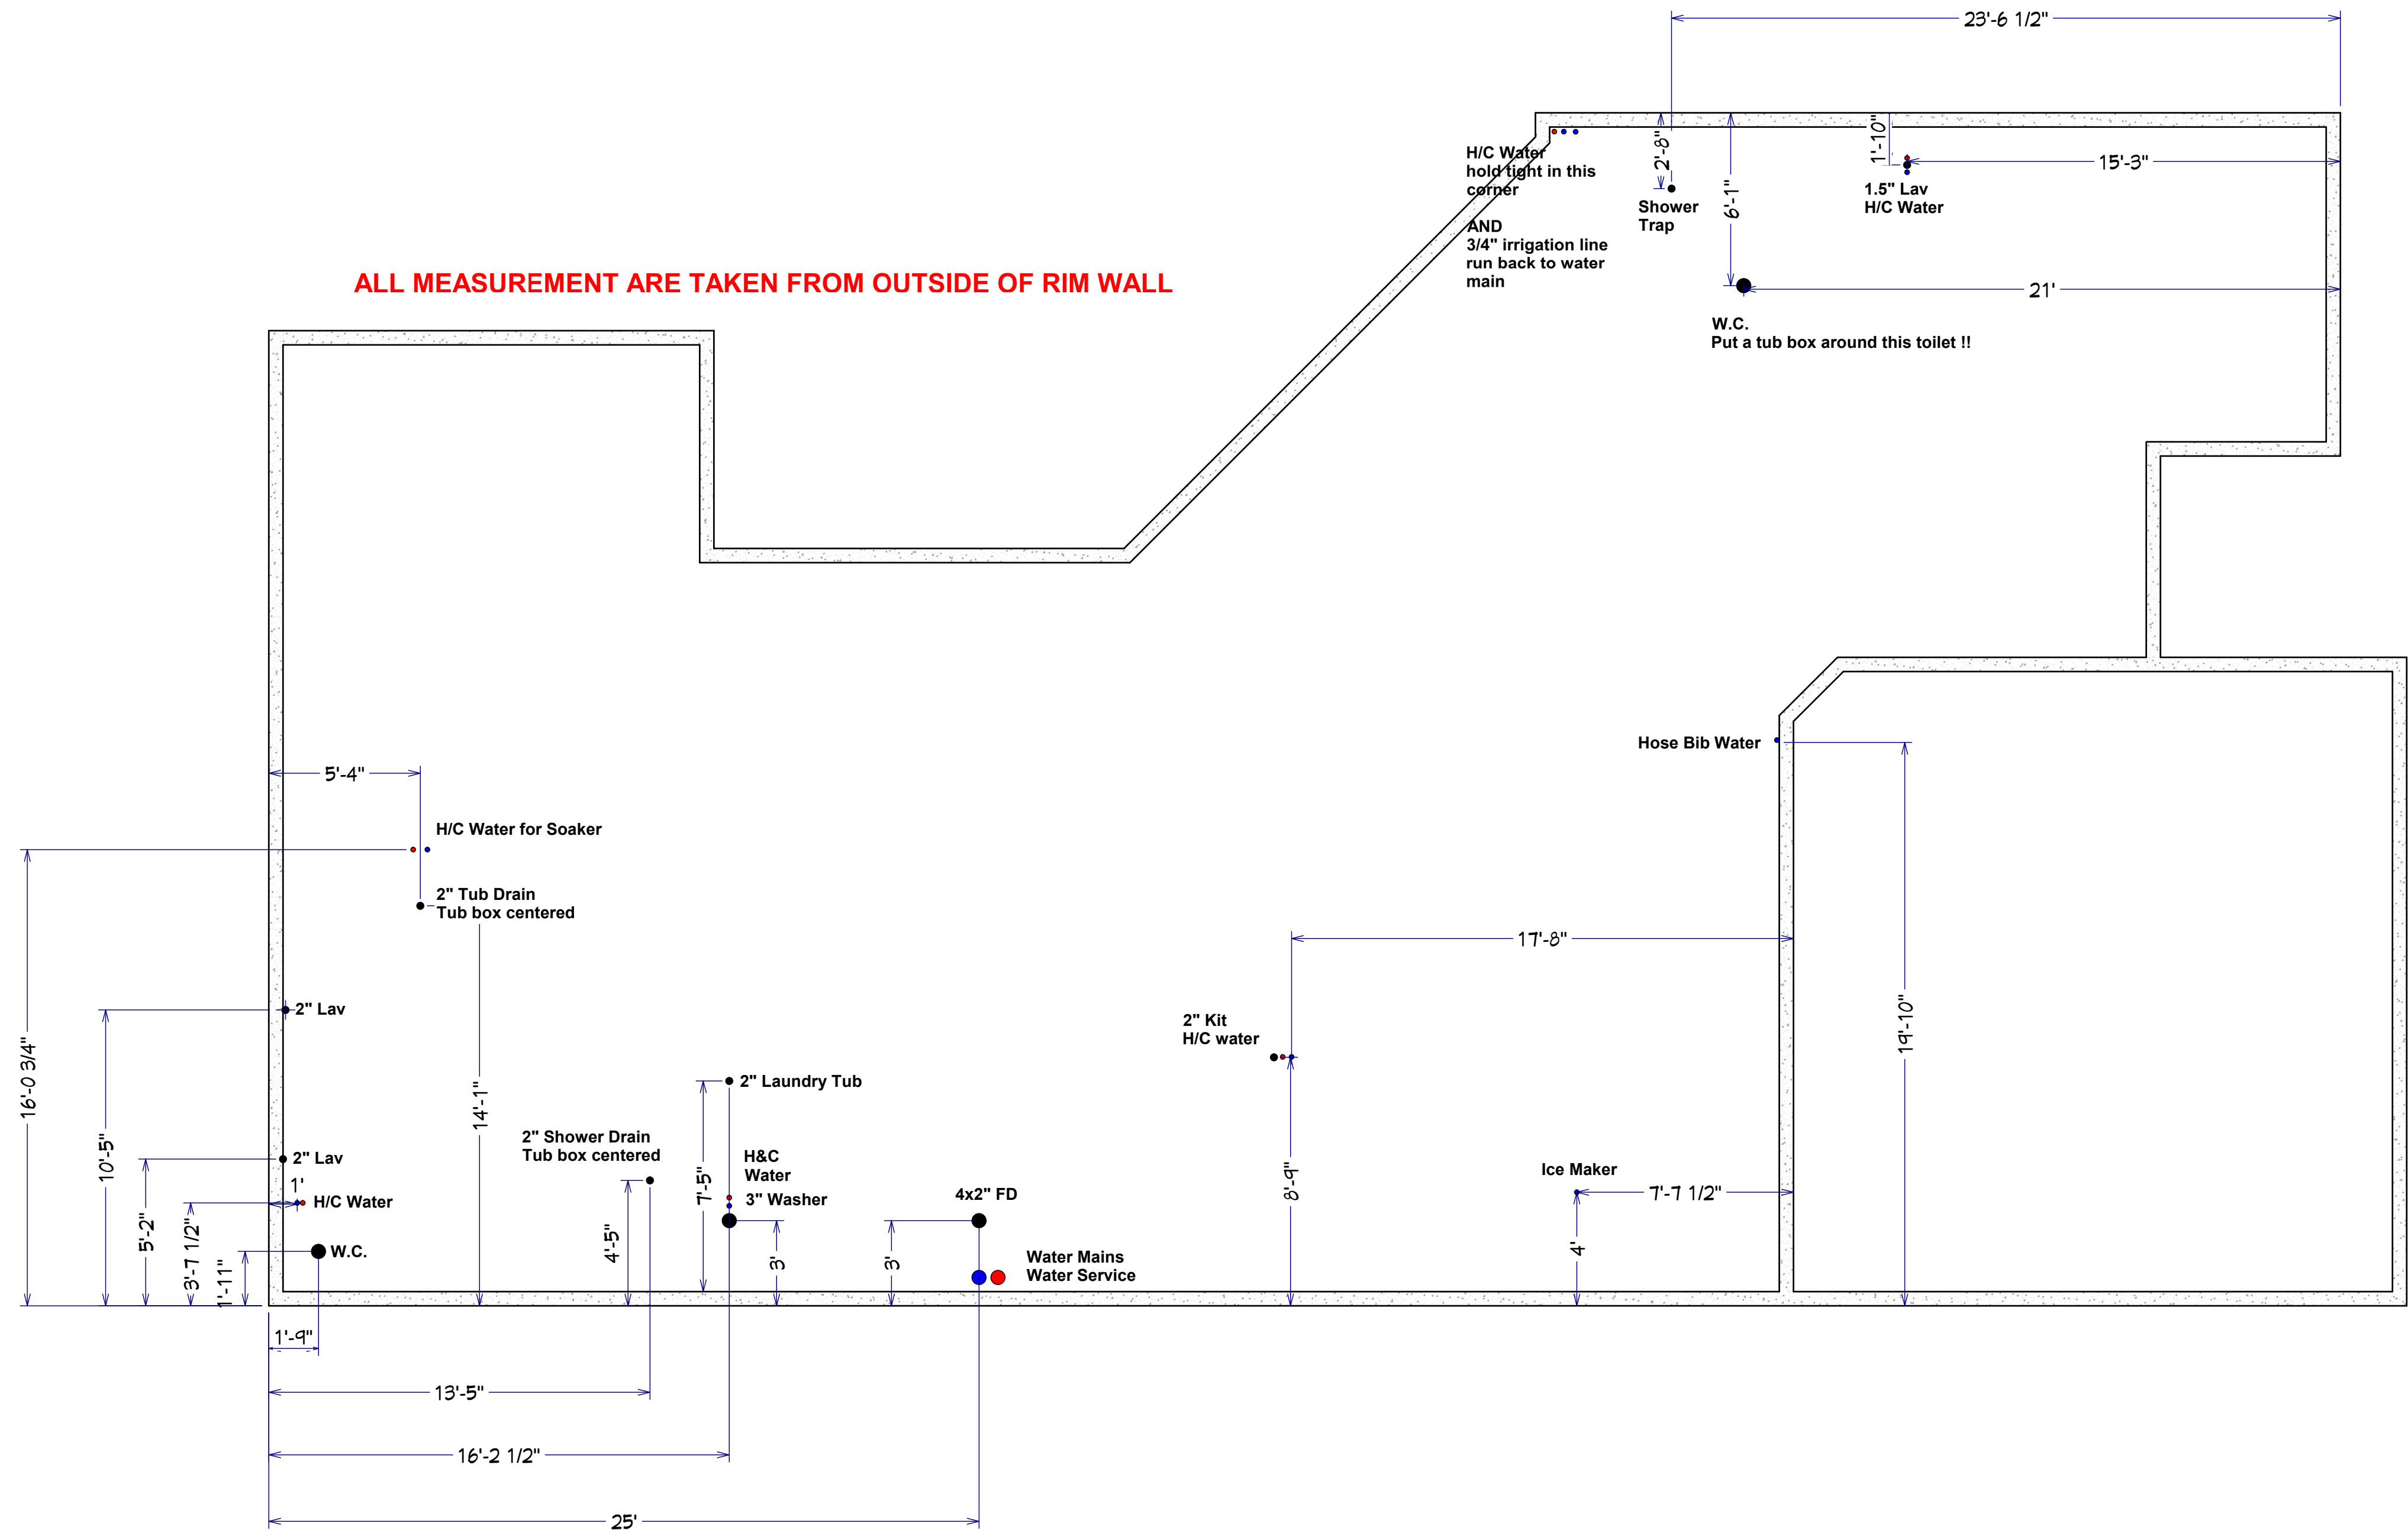 23'-6 1/2"
H/C Water
hold tight in this
corner
AND
3/4" irrigation line
run back to water
main
2'-8"
Shower
Trap
6'-1"
1'-10"
15'-3"
1.5" Lav
H/C Water
21'
W.C.
Put a tub box around this toilet !!
ALL MEASUREMENT ARE TAKEN FROM OUTSIDE OF RIM WALL
Hose Bib Water
5'-4"
H/C Water for Soaker
2" Tub Drain
Tub box centered
17'-8"
2" Lav
2" Kit
H/C water
19'-10"
16'-0 3/4"
14'-1"
2" Laundry Tub
10'-5"
2" Shower Drain
Tub box centered
2" Lav
H&C
Water
7'-5"
3" Washer
4x2" FD
8'-9"
Ice Maker
7'-7 1/2"
1'
H/C Water
5'-2"
3'-7 1/2"
4'-5"
3'
3'
4'
W.C.
Water Mains
Water Service
1'-11"
1'-9"
13'-5"
16'-2 1/2"
25'